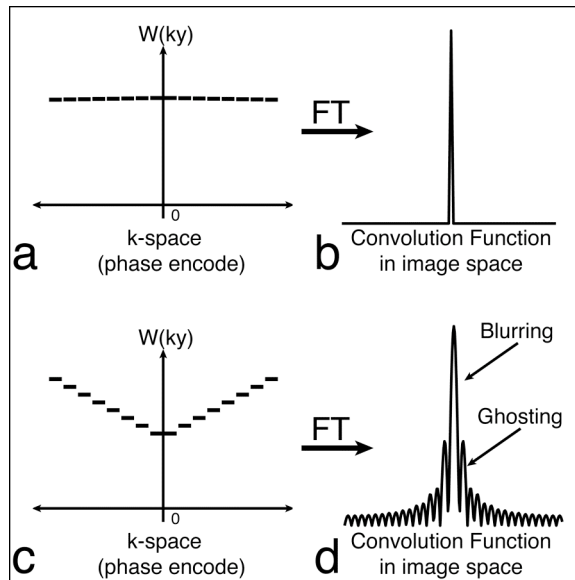 W(ky)
FT
0
k-space
(phase encode)
a
b
Convolution Function
in image space
W(ky)
Blurring
Ghosting
FT
0
k-space
(phase encode)
c
d
Convolution Function
in image space